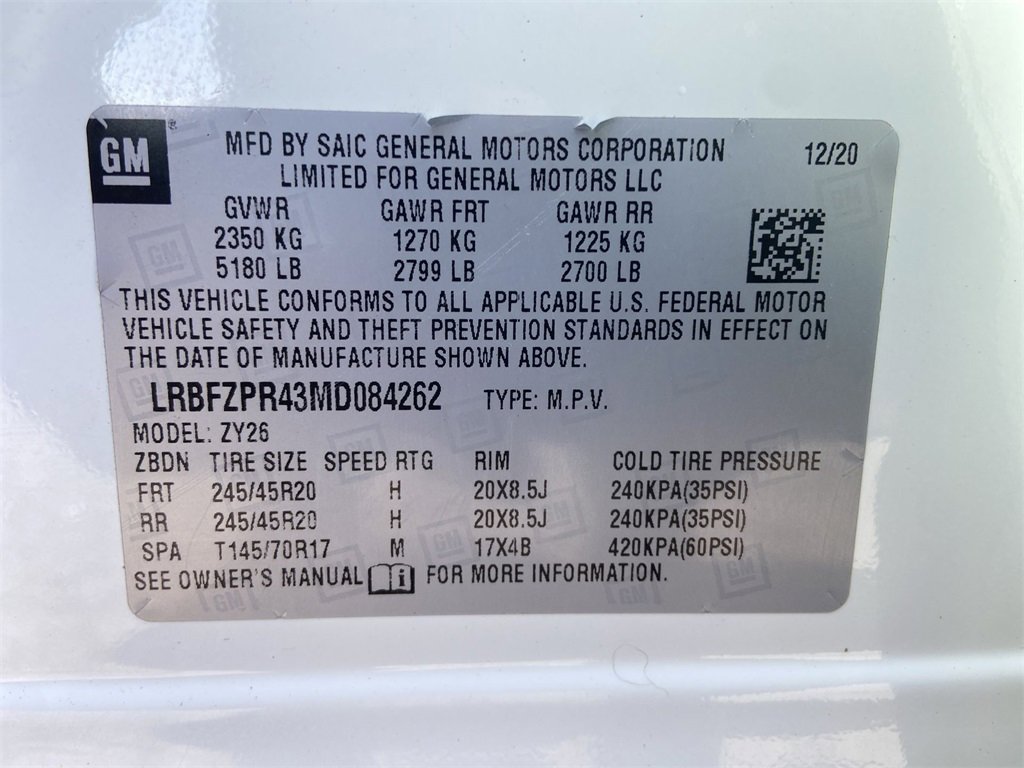 GM
MFD BY SAIC GENERAL MOTORS CORPORATION 12/20
LIMITED FOR GENERAL MOTORS LLC
GVWR GAWR FRT GAWR RR
2350 KG 1270 KG 1225 KG
5180 LB 2799 LB 2700 LB
THIS VEHICLE CONFORMS TO ALL APPLICABLE U.S. FEDERAL MOTOR
VEHICLE SAFETY AND THEFT PREVENTION STANDARDS IN EFFECT ON
THE DATE OF MANUFACTURE SHOWN ABOVE.
LRBFZPR43MD084262 TYPE: M.P.V.
MODEL: ZY26
ZBDN TIRE SIZE SPEED RTG RIM COLD TIRE PRESSURE
FRT 245/45R20 H 20X8.5J 240KPA(35PSI)
RR 245/45R20 H 20X8.5J 240KPA(35PSI)
SPA T145/70R17 M 17X4B 420KPA(60PSI)
SEE OWNER'S MANUAL FOR MORE INFORMATION.